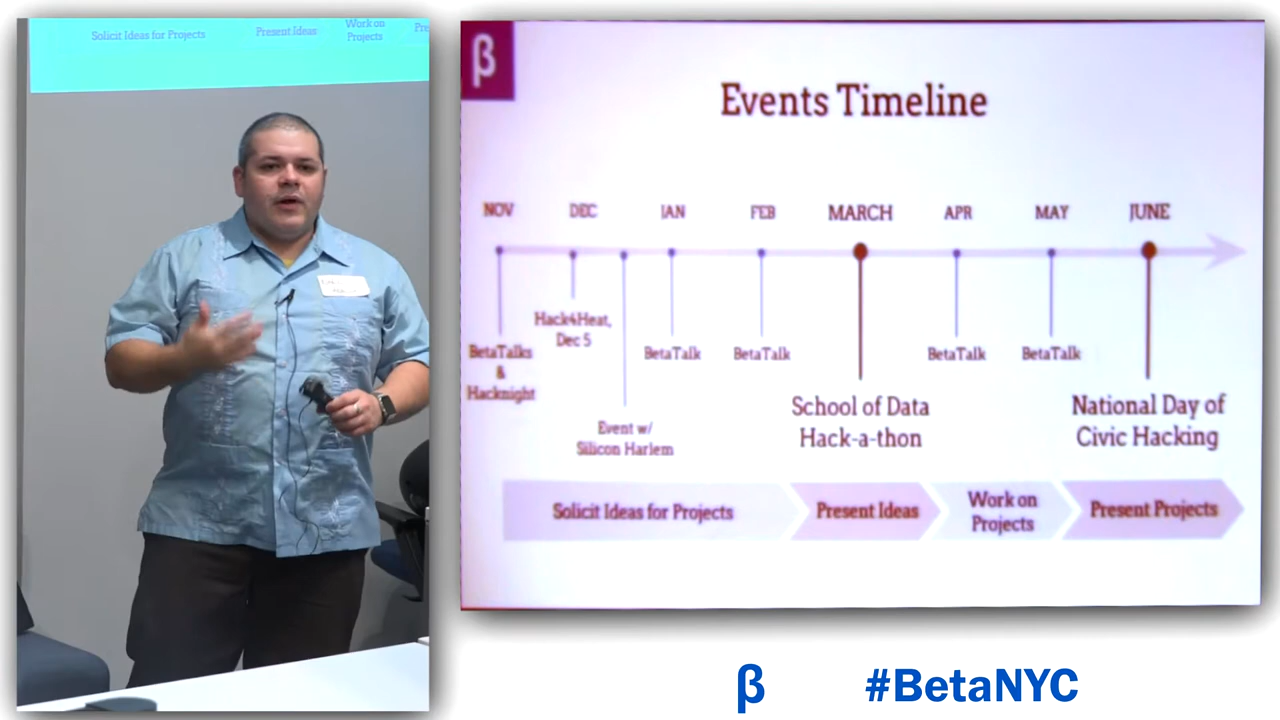 Solicit Ideas for Projects
Present Ideas
Work on
Projects
β
Events Timeline
NOV
DEC
JAN
FEB
MARCH
APR
MAY
JUNE
Hack4Heat,
Dec 5
BetaTalks
&
Hacknight
BetaTalk
BetaTalk
BetaTalk
BetaTalk
Event w/
Silicon Harlem
School of Data
Hack-a-thon
National Day of
Civic Hacking
Solicit Ideas for Projects
Present Ideas
Work on
Projects
Present Projects
β
#BetaNYC